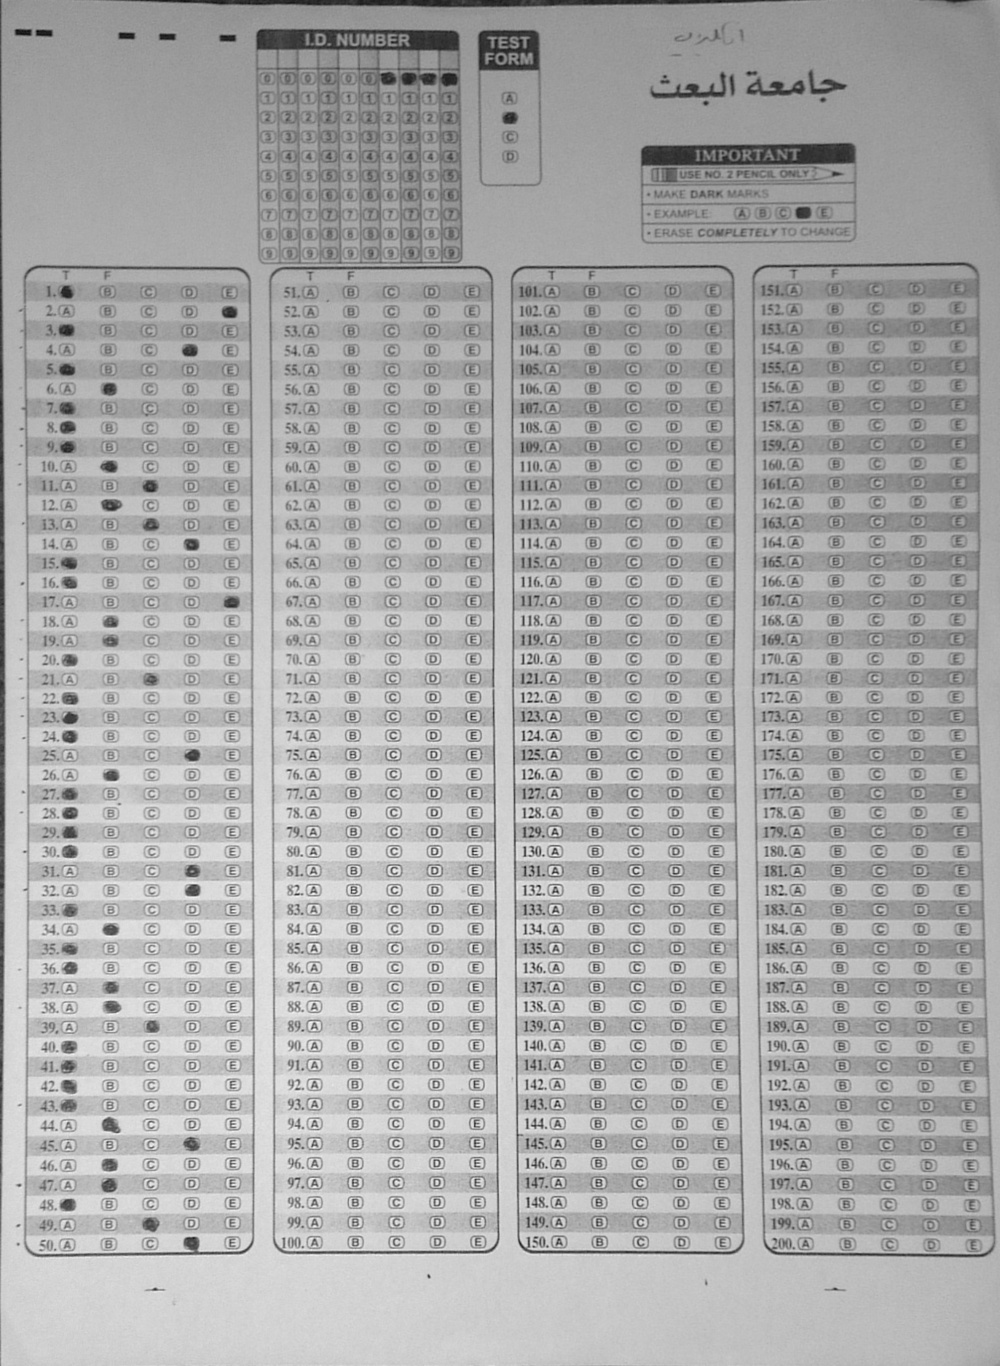 I.D. NUMBER
0 0 0 0 0 0
1 1 1 1 1 1 1 1 1 1
2 2 2 2 2 2 2 2 2 2
3 3 3 3 3 3 3 3 3 3
4 4 4 4 4 4 4 4 4 4
5 5 5 5 5 5 5 5 5 5
6 6 6 6 6 6 6 6 6 6
7 7 7 7 7 7 7 7 7 7
8 8 8 8 8 8 8 8 8 8
9 9 9 9 9 9 9 9 9 9
TEST
FORM
A
C
D
جامعة البعث
IMPORTANT
USE NO. 2 PENCIL ONLY
• MAKE DARK MARKS
• EXAMPLE: A B C E
• ERASE COMPLETELY TO CHANGE
T F
1. B C D E
2. A B C D
3. B C D E
4. A B C E
5. B C D E
6. A C D E
7. B C D E
8. B C D E
9. B C D E
10. A C D E
11. A B D E
12. A C D E
13. A B D E
14. A B C E
15. B C D E
16. B C D E
17. A B C D
18. A C D E
19. A C D E
20. B C D E
21. A B D E
22. B C D E
23. B C D E
24. B C D E
25. A B C E
26. A C D E
27. B C D E
28. B C D E
29. B C D E
30. B C D E
31. A B C E
32. A B C E
33. B C D E
34. A C D E
35. B C D E
36. B C D E
37. A C D E
38. A C D E
39. A B D E
40. B C D E
41. B C D E
42. B C D E
43. B C D E
44. A C D E
45. A B C E
46. A C D E
47. A C D E
48. B C D E
49. A B D E
50. A B C E
T F
51. A B C D E
52. A B C D E
53. A B C D E
54. A B C D E
55. A B C D E
56. A B C D E
57. A B C D E
58. A B C D E
59. A B C D E
60. A B C D E
61. A B C D E
62. A B C D E
63. A B C D E
64. A B C D E
65. A B C D E
66. A B C D E
67. A B C D E
68. A B C D E
69. A B C D E
70. A B C D E
71. A B C D E
72. A B C D E
73. A B C D E
74. A B C D E
75. A B C D E
76. A B C D E
77. A B C D E
78. A B C D E
79. A B C D E
80. A B C D E
81. A B C D E
82. A B C D E
83. A B C D E
84. A B C D E
85. A B C D E
86. A B C D E
87. A B C D E
88. A B C D E
89. A B C D E
90. A B C D E
91. A B C D E
92. A B C D E
93. A B C D E
94. A B C D E
95. A B C D E
96. A B C D E
97. A B C D E
98. A B C D E
99. A B C D E
100. A B C D E
T F
101. A B C D E
102. A B C D E
103. A B C D E
104. A B C D E
105. A B C D E
106. A B C D E
107. A B C D E
108. A B C D E
109. A B C D E
110. A B C D E
111. A B C D E
112. A B C D E
113. A B C D E
114. A B C D E
115. A B C D E
116. A B C D E
117. A B C D E
118. A B C D E
119. A B C D E
120. A B C D E
121. A B C D E
122. A B C D E
123. A B C D E
124. A B C D E
125. A B C D E
126. A B C D E
127. A B C D E
128. A B C D E
129. A B C D E
130. A B C D E
131. A B C D E
132. A B C D E
133. A B C D E
134. A B C D E
135. A B C D E
136. A B C D E
137. A B C D E
138. A B C D E
139. A B C D E
140. A B C D E
141. A B C D E
142. A B C D E
143. A B C D E
144. A B C D E
145. A B C D E
146. A B C D E
147. A B C D E
148. A B C D E
149. A B C D E
150. A B C D E
T F
151. A B C D E
152. A B C D E
153. A B C D E
154. A B C D E
155. A B C D E
156. A B C D E
157. A B C D E
158. A B C D E
159. A B C D E
160. A B C D E
161. A B C D E
162. A B C D E
163. A B C D E
164. A B C D E
165. A B C D E
166. A B C D E
167. A B C D E
168. A B C D E
169. A B C D E
170. A B C D E
171. A B C D E
172. A B C D E
173. A B C D E
174. A B C D E
175. A B C D E
176. A B C D E
177. A B C D E
178. A B C D E
179. A B C D E
180. A B C D E
181. A B C D E
182. A B C D E
183. A B C D E
184. A B C D E
185. A B C D E
186. A B C D E
187. A B C D E
188. A B C D E
189. A B C D E
190. A B C D E
191. A B C D E
192. A B C D E
193. A B C D E
194. A B C D E
195. A B C D E
196. A B C D E
197. A B C D E
198. A B C D E
199. A B C D E
200. A B C D E